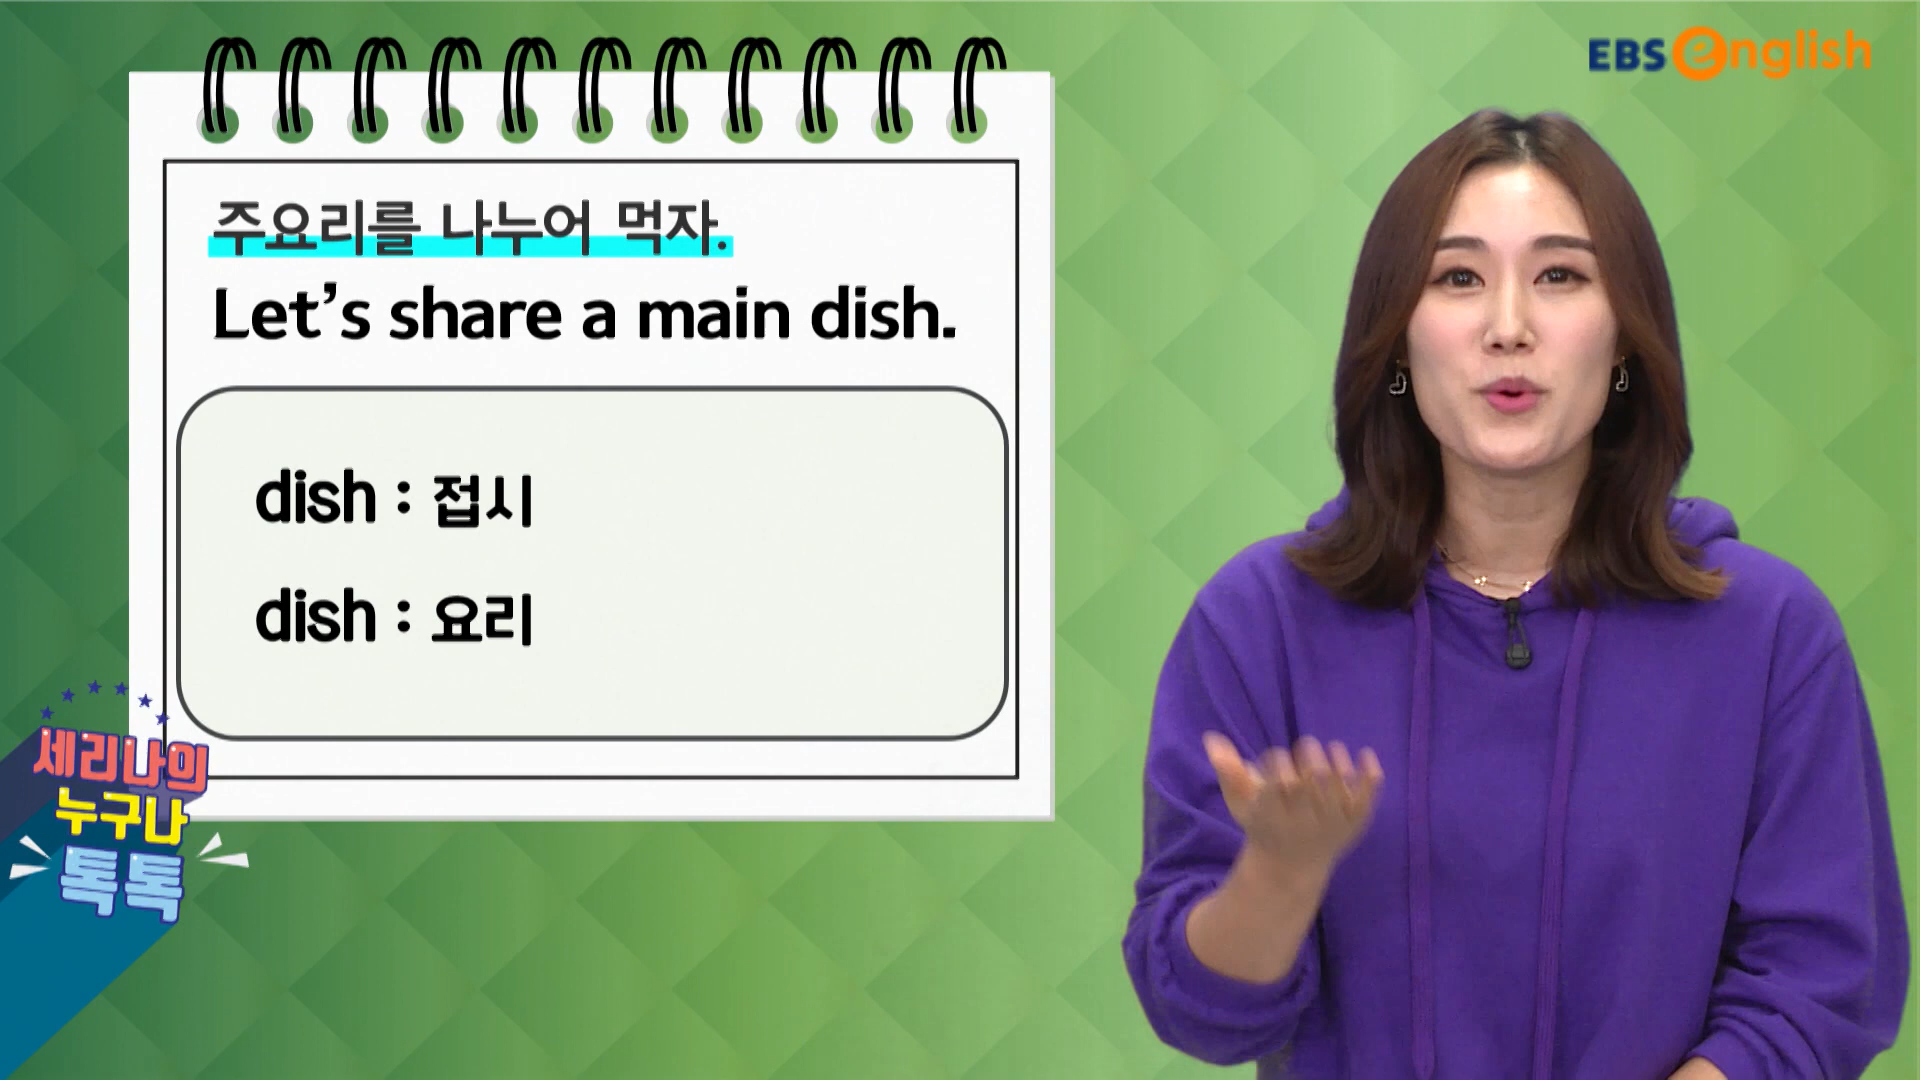 EBS English
주요리를 나누어 먹자.
Let’s share a main dish.
dish : 접시
dish : 요리
세리나의
누구나
톡톡